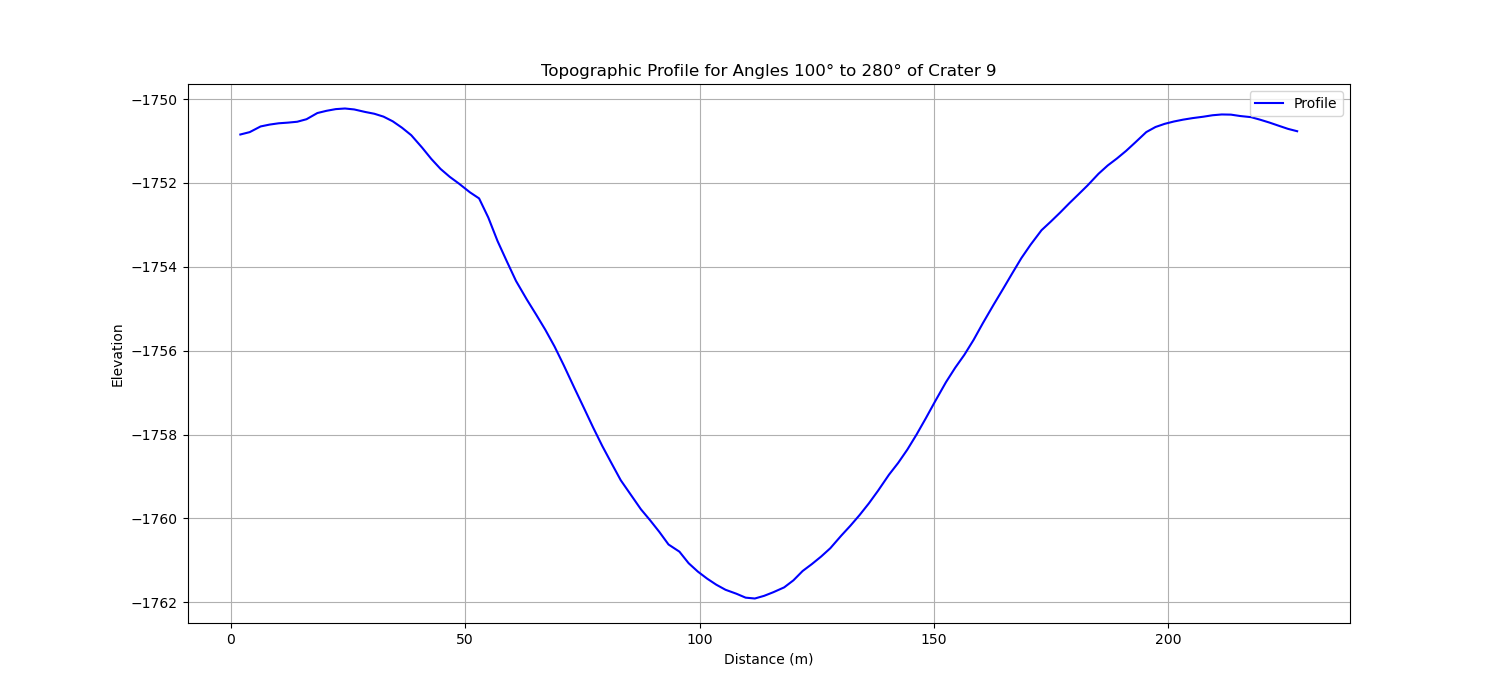 Topographic Profile for Angles 100° to 280° of Crater 9
Profile
−1750
−1752
−1754
−1756
−1758
−1760
−1762
Elevation
0 50 100 150 200
Distance (m)